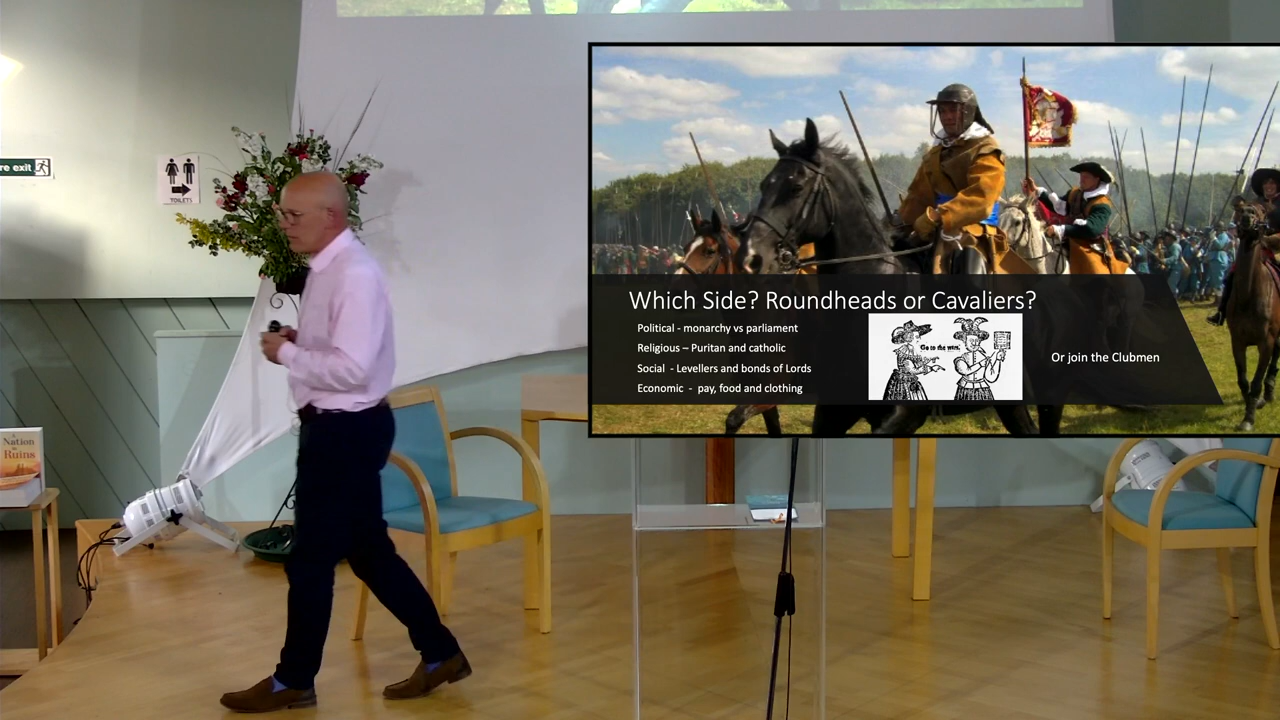 re exit
TOILETS
A
Nation
in
Ruins
Which Side? Roundheads or Cavaliers?
Political - monarchy vs parliament
Religious – Puritan and catholic
Social - Levellers and bonds of Lords
Economic - pay, food and clothing
Go to the wars.
Or join the Clubmen